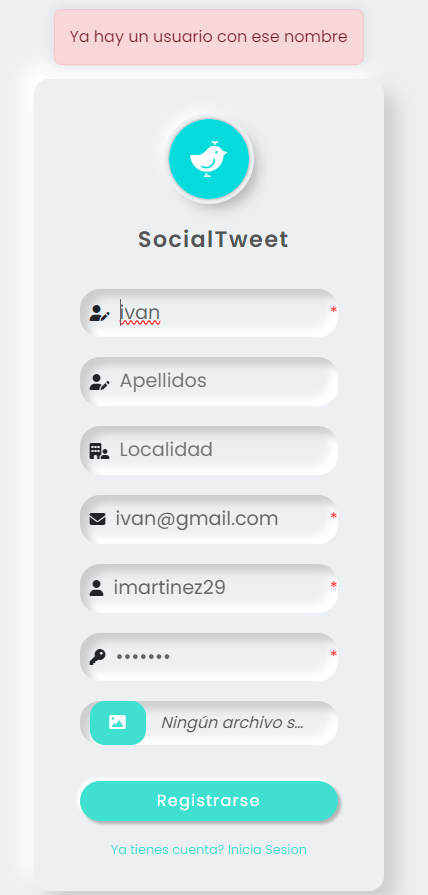 Ya hay un usuario con ese nombre
SocialTweet
ivan *
Apellidos
Localidad
ivan@gmail.com *
imartinez29 *
••••••• *
Ningún archivo s...
Registrarse
Ya tienes cuenta? Inicia Sesion